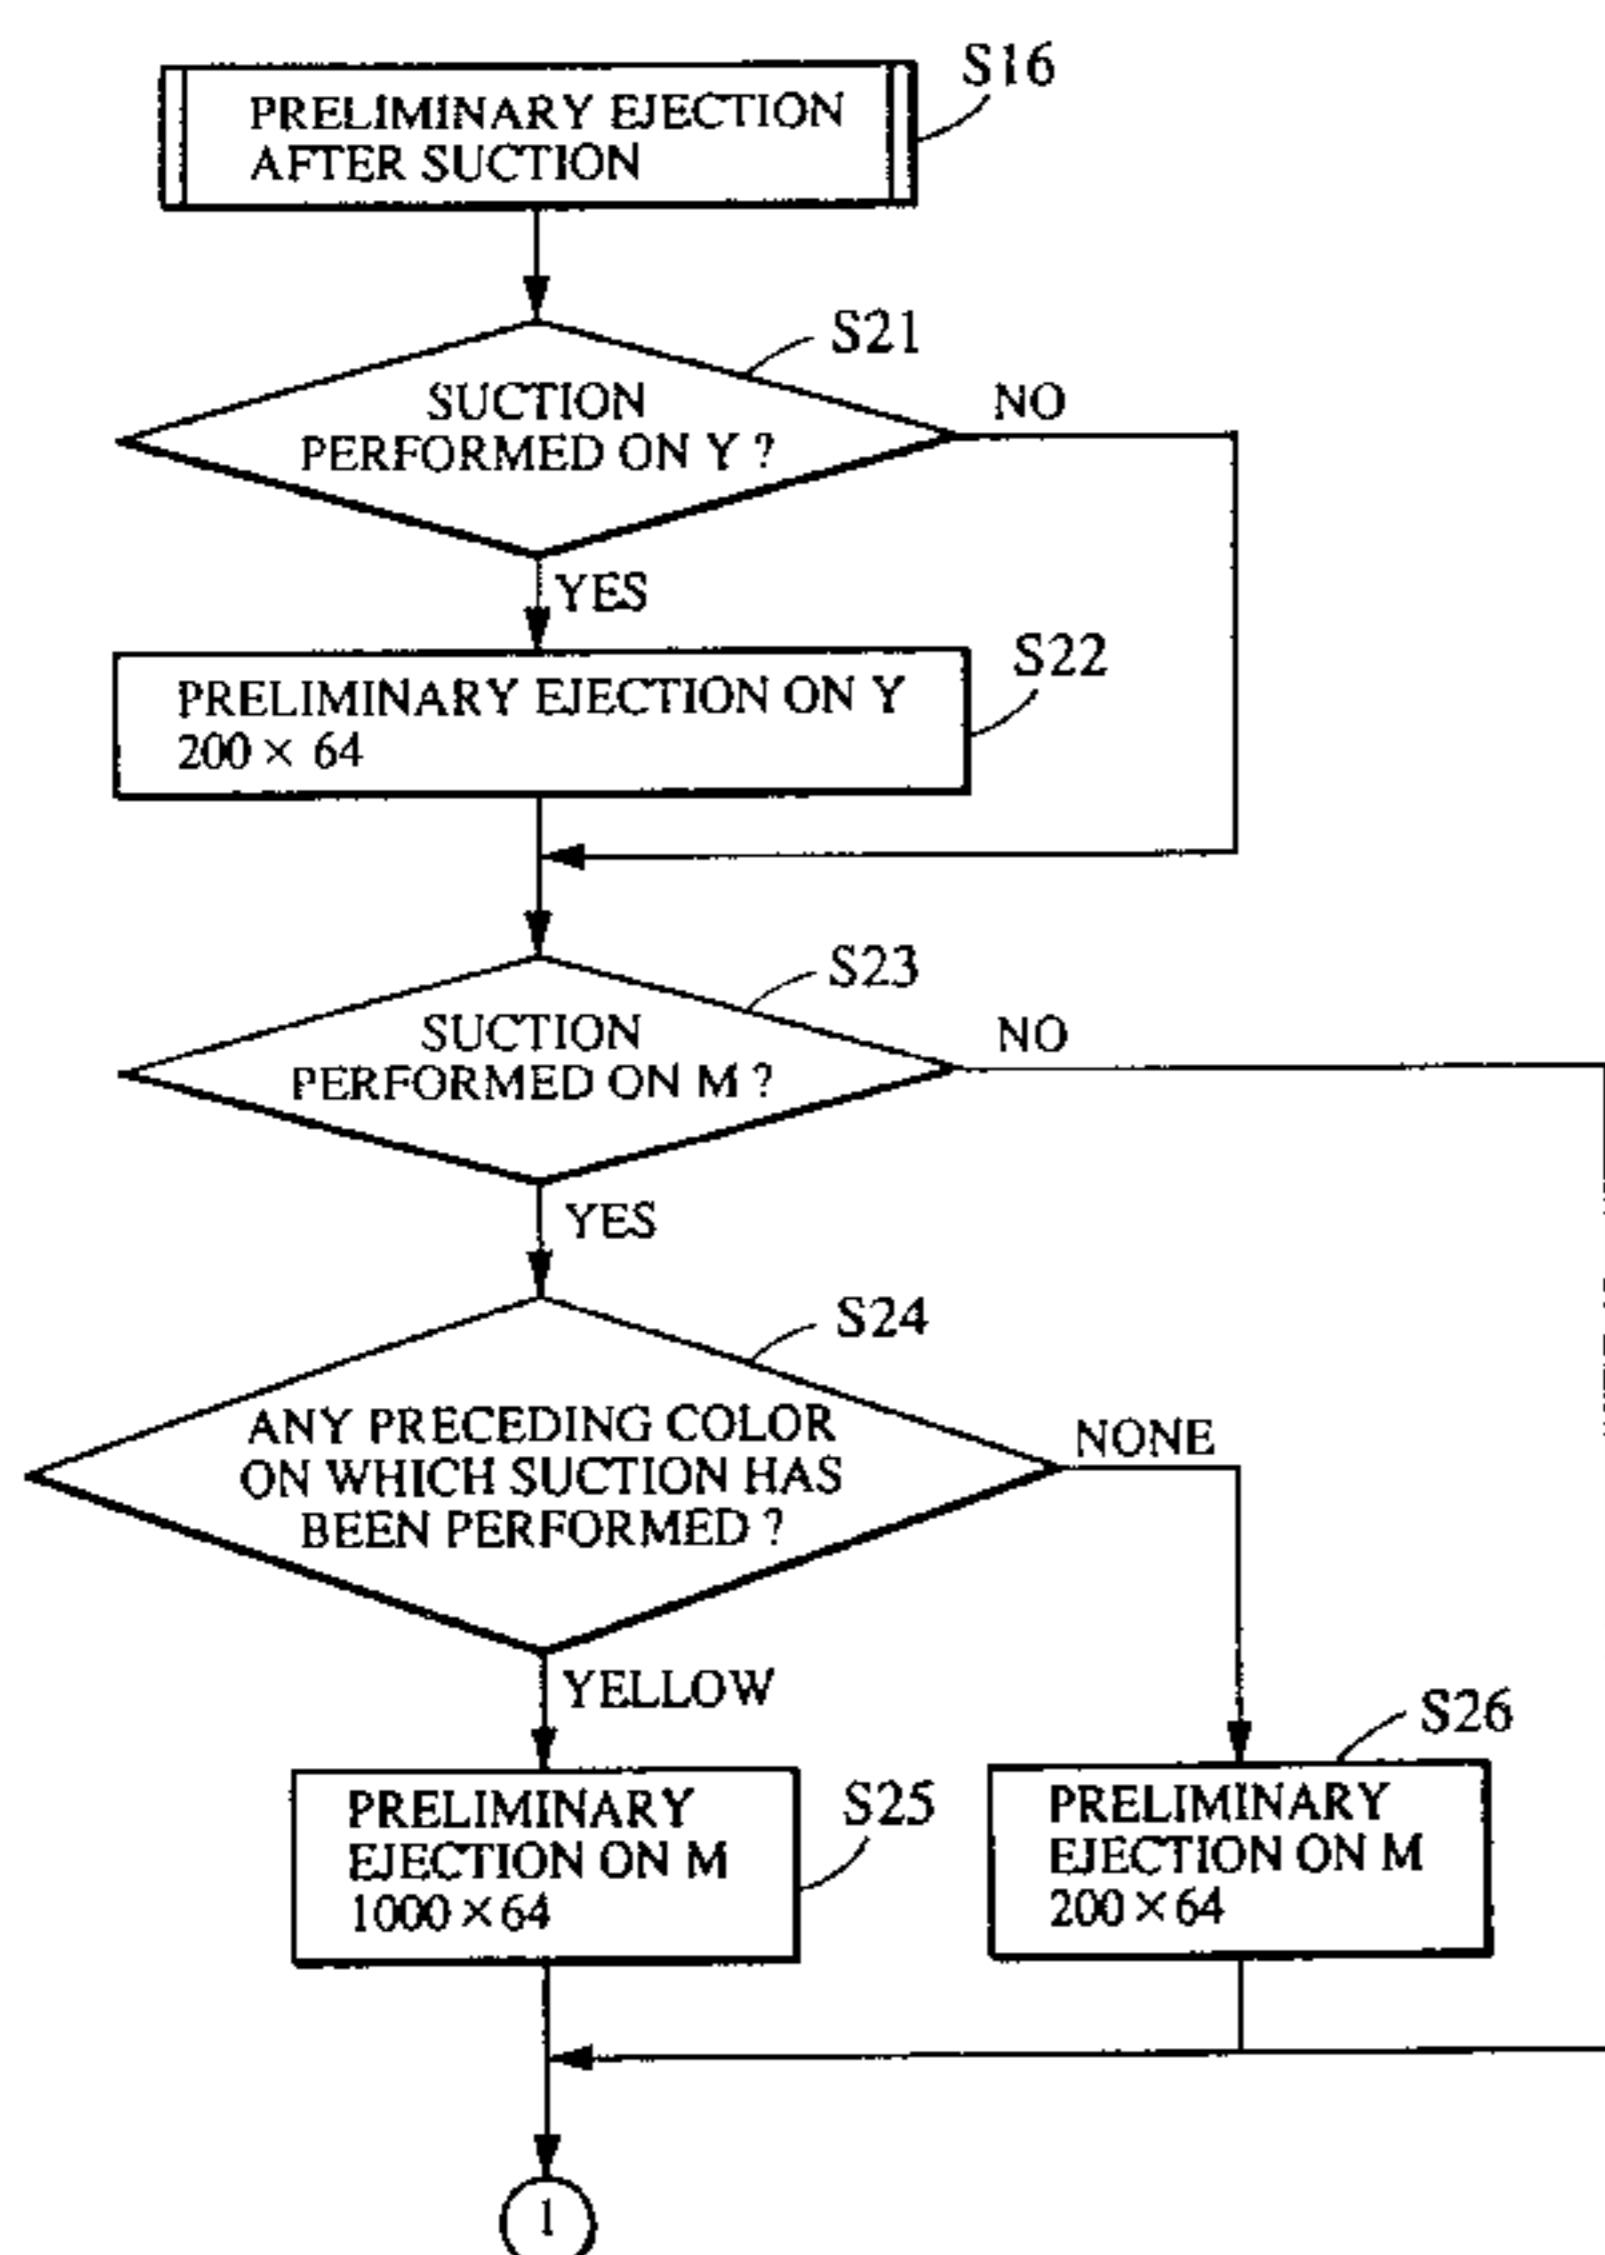 S16
PRELIMINARY EJECTION
AFTER SUCTION
S21
SUCTION
PERFORMED ON Y ?
NO
YES
S22
PRELIMINARY EJECTION ON Y
200 × 64
S23
SUCTION
PERFORMED ON M ?
NO
YES
S24
ANY PRECEDING COLOR
ON WHICH SUCTION HAS
BEEN PERFORMED ?
NONE
YELLOW
S25
PRELIMINARY
EJECTION ON M
1000 × 64
S26
PRELIMINARY
EJECTION ON M
200 × 64
1